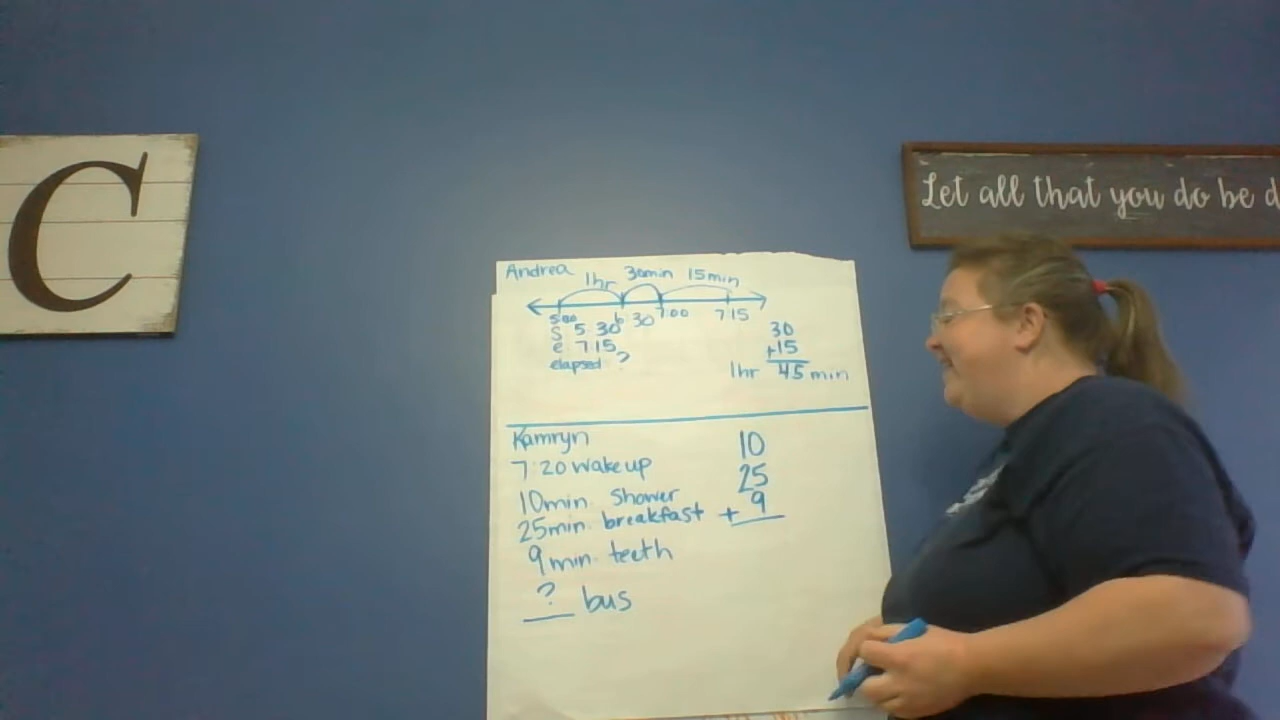 C
Let all that you do be d
Andrea
1hr 30min 15min
5:00 6:30 7:00 7:15
S 5:30
e 7:15
elapsed ?
30
+15
1hr 45 min
Kamryn
7:20 wake up
10min. shower
25min. breakfast
9 min. teeth
? bus
10
25
+ 9